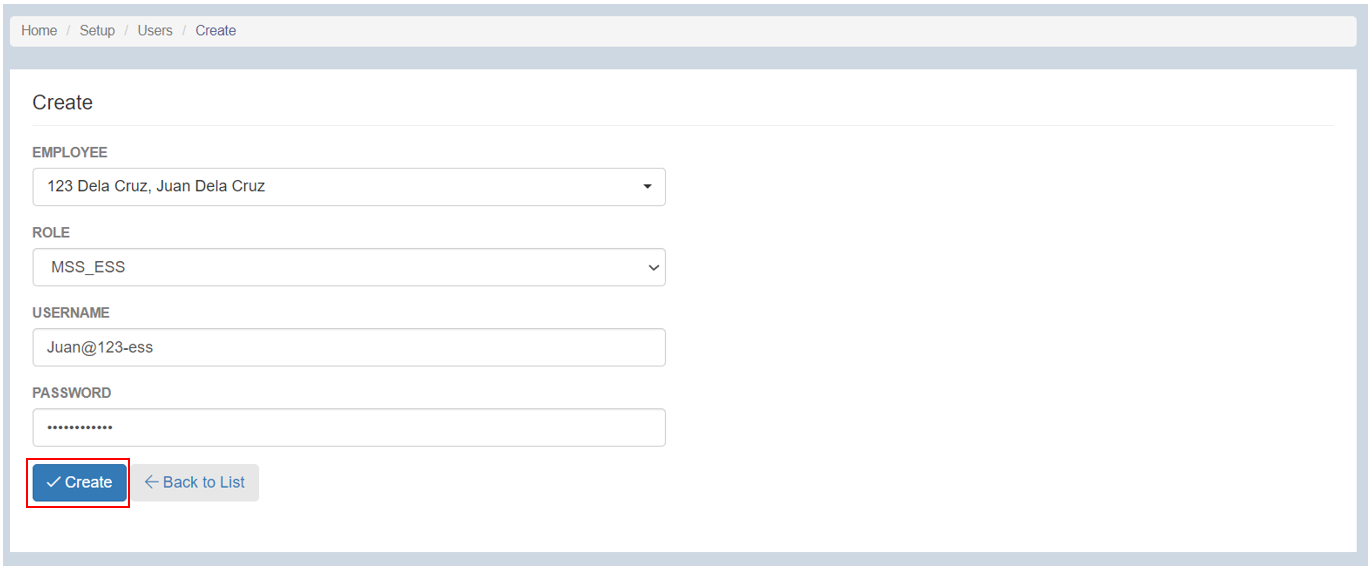 Home / Setup / Users / Create
Create
EMPLOYEE
123 Dela Cruz, Juan Dela Cruz
ROLE
MSS_ESS
USERNAME
Juan@123-ess
PASSWORD
••••••••••••
Create Back to List